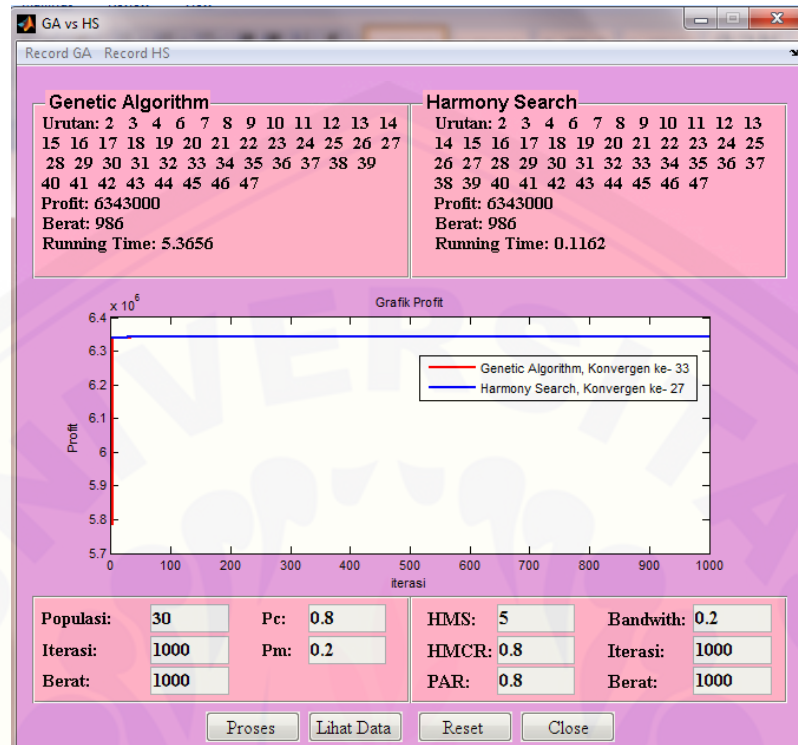 GA vs HS
Record GA Record HS
Genetic Algorithm
Urutan: 2 3 4 6 7 8 9 10 11 12 13 14
15 16 17 18 19 20 21 22 23 24 25 26 27
28 29 30 31 32 33 34 35 36 37 38 39
40 41 42 43 44 45 46 47
Profit: 6343000
Berat: 986
Running Time: 5.3656
Harmony Search
Urutan: 2 3 4 6 7 8 9 10 11 12 13
14 15 16 17 18 19 20 21 22 23 24 25
26 27 28 29 30 31 32 33 34 35 36 37
38 39 40 41 42 43 44 45 46 47
Profit: 6343000
Berat: 986
Running Time: 0.1162
Grafik Profit
x 10^6
6.4
6.3
6.2
6.1
6
5.9
5.8
5.7
Profit
Genetic Algorithm, Konvergen ke- 33
Harmony Search, Konvergen ke- 27
0 100 200 300 400 500 600 700 800 900 1000
iterasi
Populasi: 30 Pc: 0.8
Iterasi: 1000 Pm: 0.2
Berat: 1000
HMS: 5 Bandwith: 0.2
HMCR: 0.8 Iterasi: 1000
PAR: 0.8 Berat: 1000
Proses Lihat Data Reset Close
UNIVERSITA